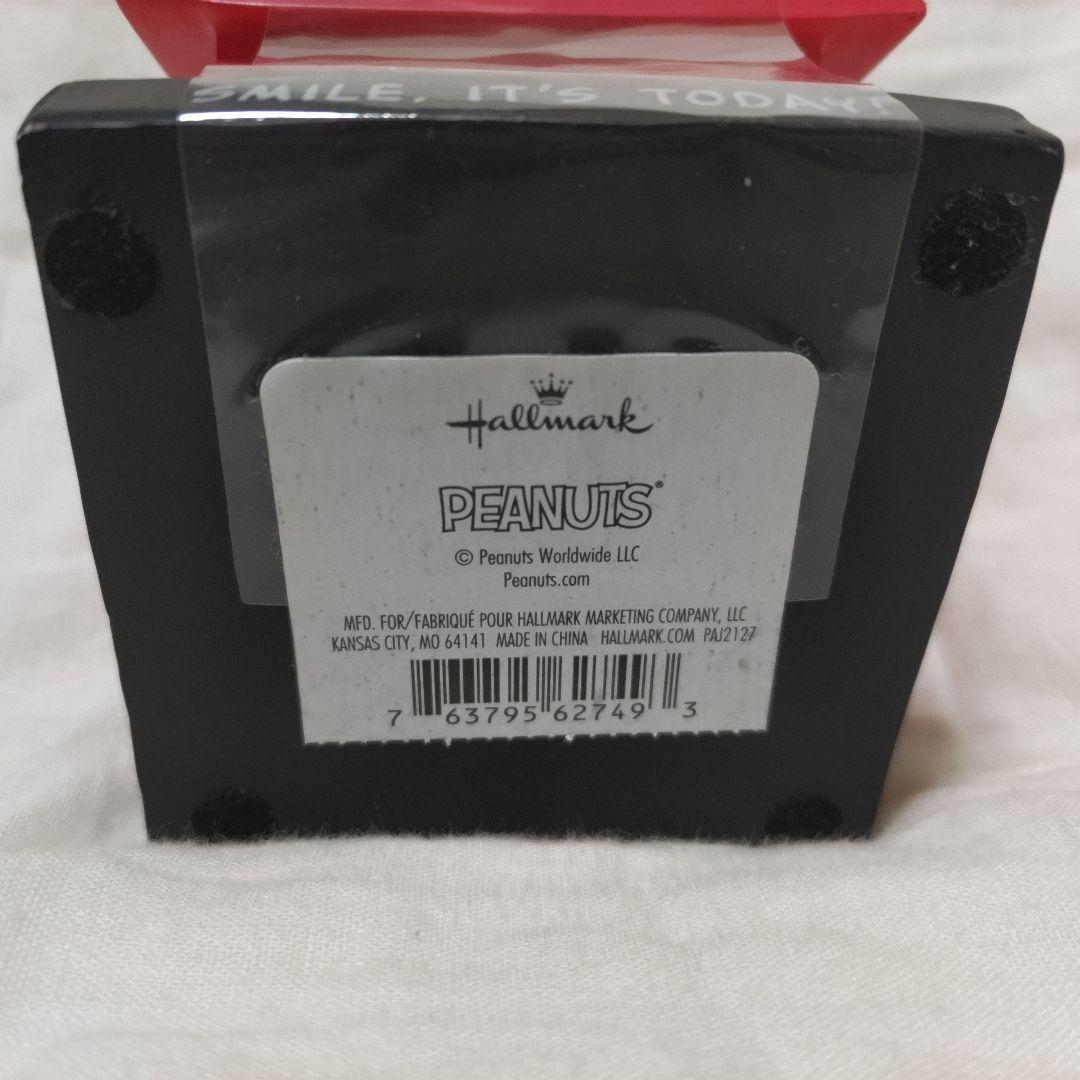 SMILE, IT'S TODAY!
Hallmark
PEANUTS®
© Peanuts Worldwide LLC
Peanuts.com
MFD. FOR/FABRIQUÉ POUR HALLMARK MARKETING COMPANY, LLC
KANSAS CITY, MO 64141 MADE IN CHINA HALLMARK.COM PAJ2127
7 63795 62749 3